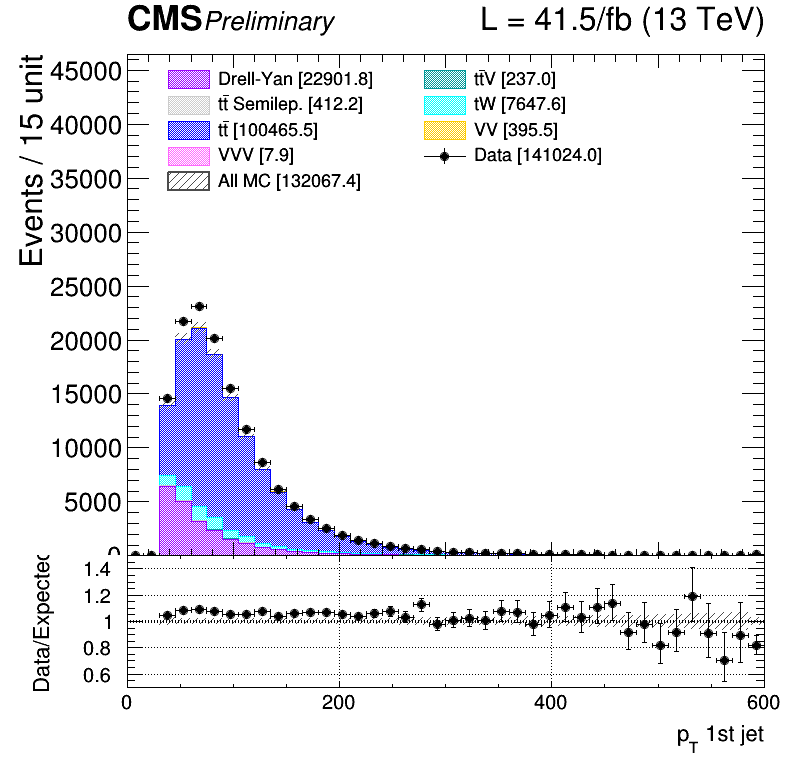 CMS Preliminary L = 41.5/fb (13 TeV)
Events / 15 unit
45000
40000
35000
30000
25000
20000
15000
10000
5000
0
Drell-Yan [22901.8]
tt̄ Semilep. [412.2]
tt̄ [100465.5]
VVV [7.9]
All MC [132067.4]
tt̄V [237.0]
tW [7647.6]
VV [395.5]
Data [141024.0]
Data/Expected
1.4
1.2
1
0.8
0.6
0 200 400 600
p_T 1st jet